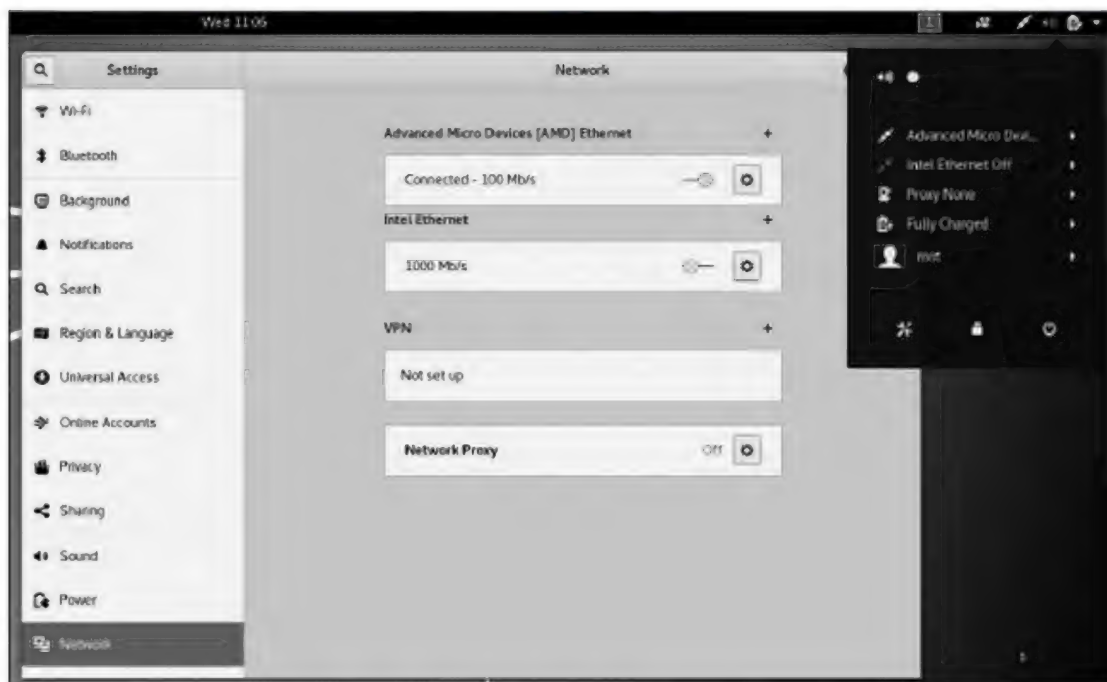 Wed 11:06
1
Settings
Network
Wi-Fi
Bluetooth
Background
Notifications
Search
Region & Language
Universal Access
Online Accounts
Privacy
Sharing
Sound
Power
Network
Advanced Micro Devices [AMD] Ethernet
+
Connected - 100 Mb/s
Intel Ethernet
+
1000 Mb/s
VPN
+
Not set up
Network Proxy
Off
Advanced Micro Devi...
Intel Ethernet Off
Proxy None
Fully Charged
root